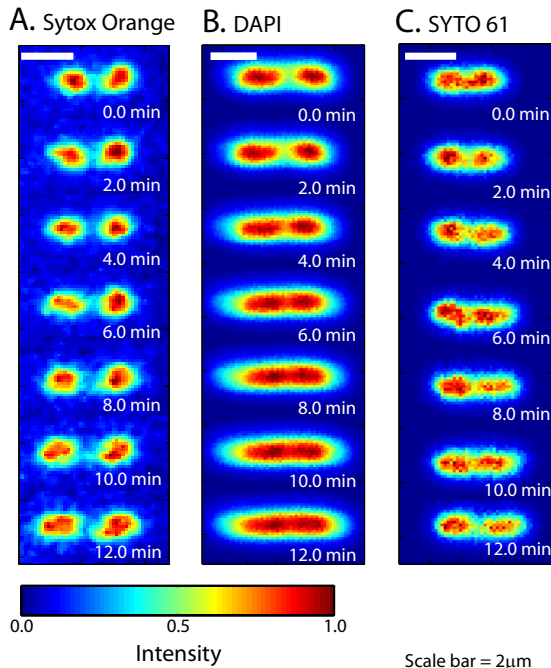 A. Sytox Orange
0.0 min
2.0 min
4.0 min
6.0 min
8.0 min
10.0 min
12.0 min
B. DAPI
0.0 min
2.0 min
4.0 min
6.0 min
8.0 min
10.0 min
12.0 min
C. SYTO 61
0.0 min
2.0 min
4.0 min
6.0 min
8.0 min
10.0 min
12.0 min
0.0 0.5 1.0
Intensity
Scale bar = 2μm